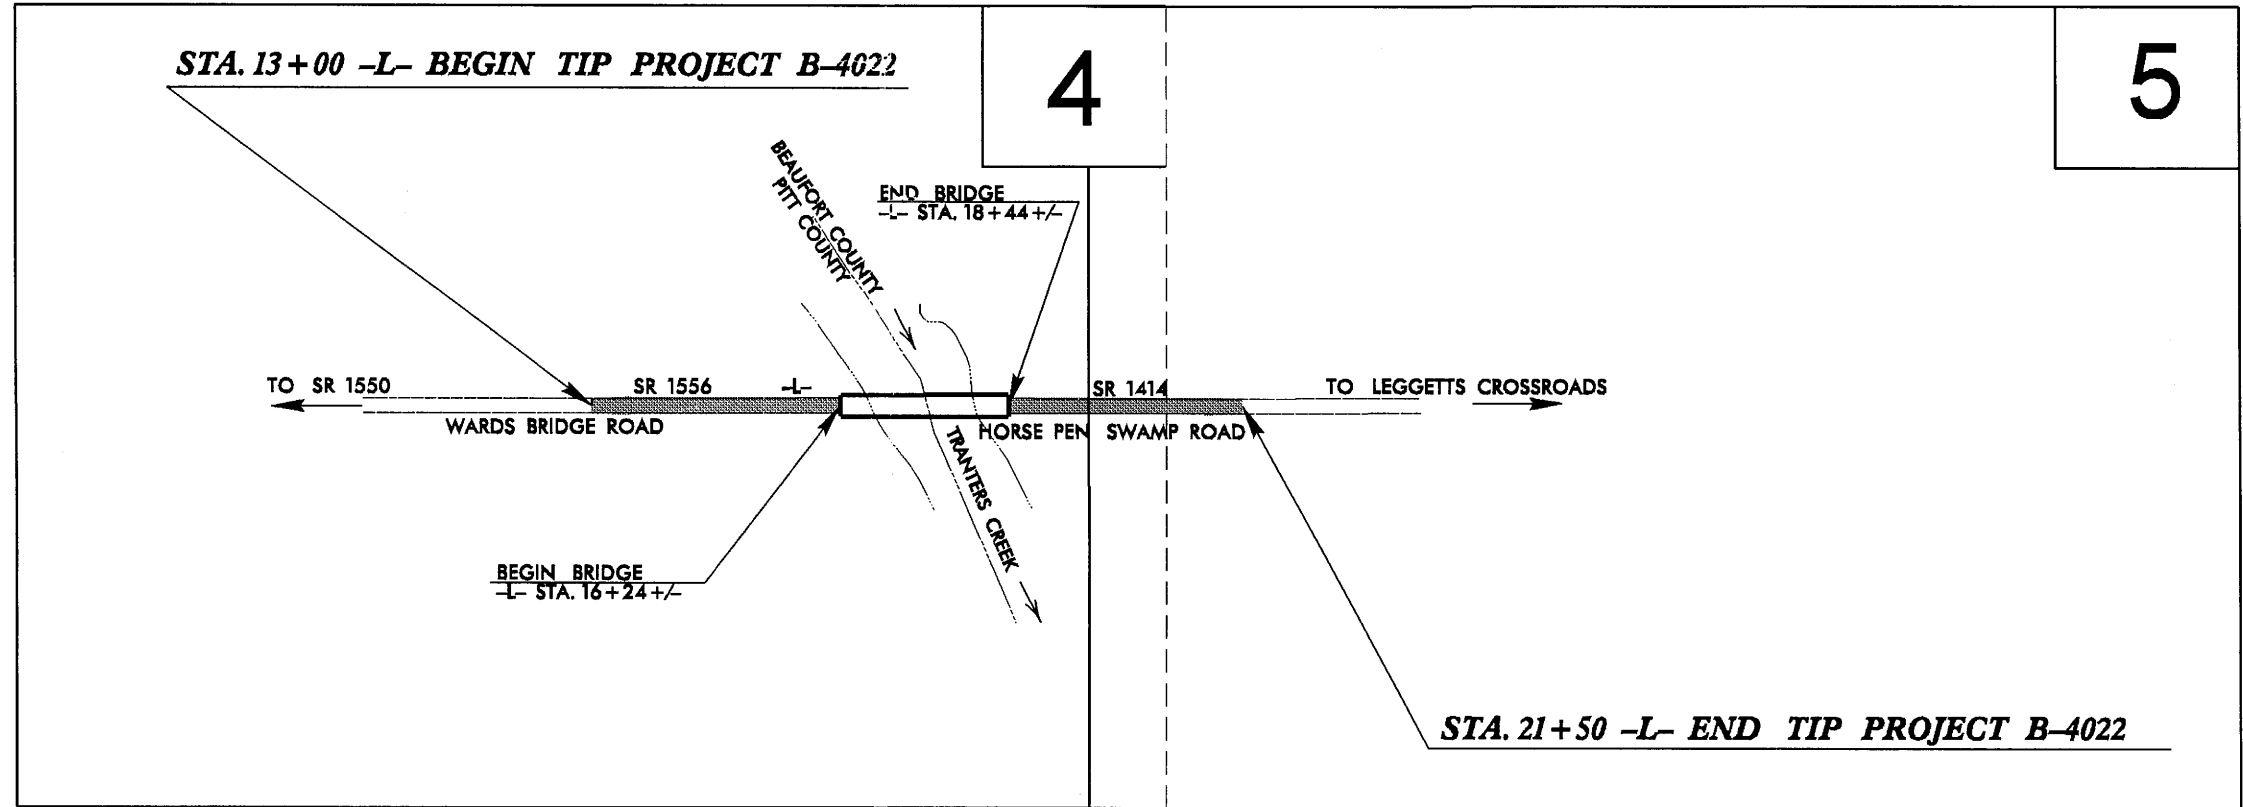 STA. 13+00 -L- BEGIN TIP PROJECT B-4022
4
5
BEAUFORT COUNTY
PITT COUNTY
END BRIDGE
-L- STA. 18+44+/-
TO SR 1550
SR 1556
-L-
SR 1414
TO LEGGETTS CROSSROADS
WARDS BRIDGE ROAD
HORSE PEN SWAMP ROAD
TRANTERS CREEK
BEGIN BRIDGE
-L- STA. 16+24+/-
STA. 21+50 -L- END TIP PROJECT B-4022